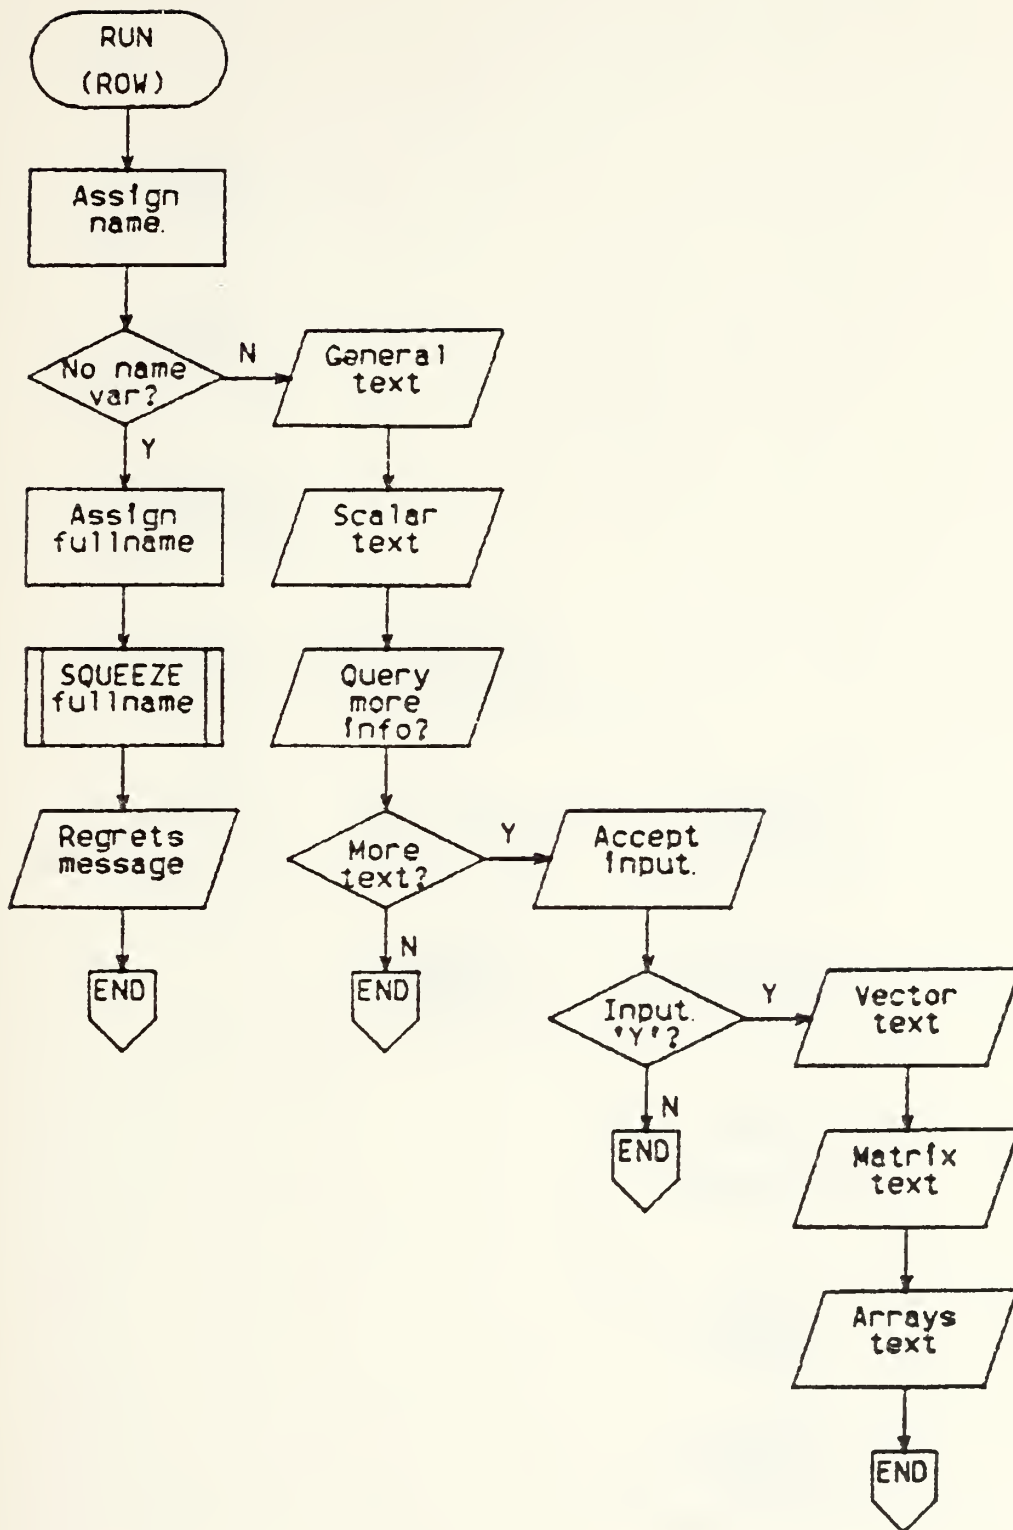 RUN
(ROW)
Assign
name.
No name
var?
N
Y
General
text
Assign
fullname
Scalar
text
SQUEEZE
fullname
Query
more
info?
Regrets
message
More
text?
Y
N
Accept
input.
END
END
Input
'Y'?
Y
N
Vector
text
END
Matrix
text
Arrays
text
END